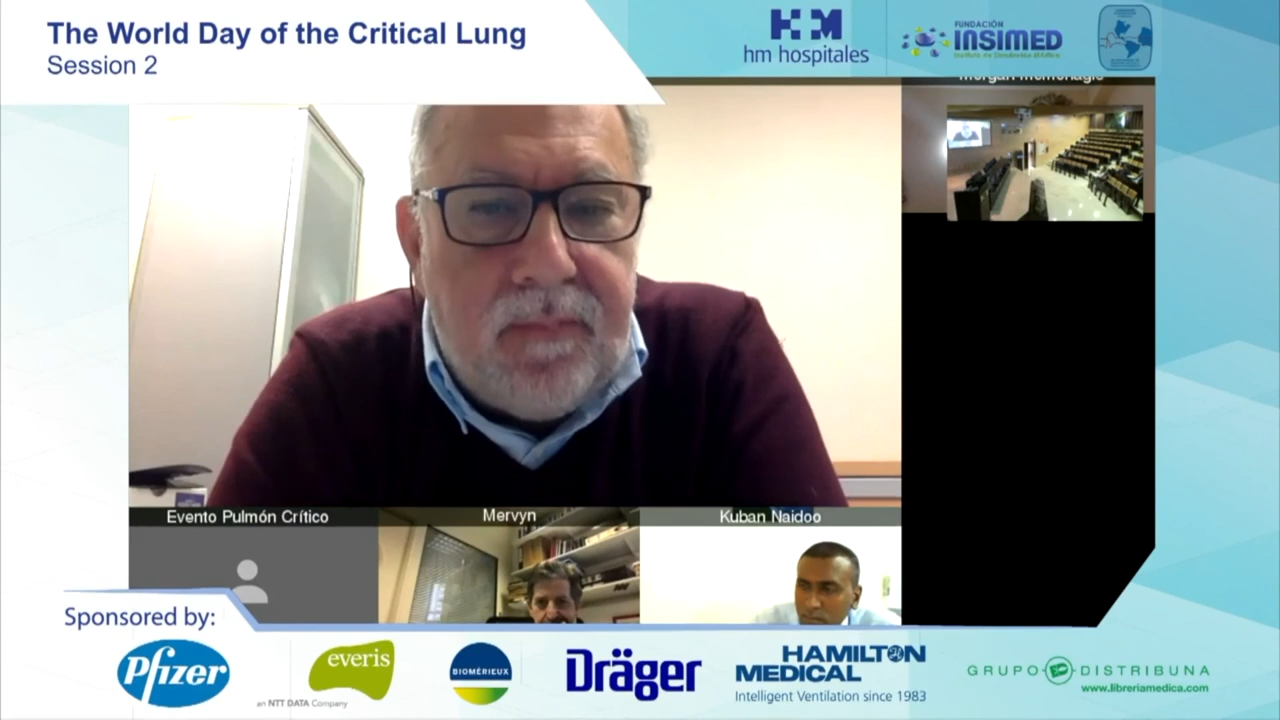 The World Day of the Critical Lung
Session 2
HM
hm hospitales
FUNDACIÓN
INSIMED
Evento Pulmón Crítico
Mervyn
Kuban Naidoo
Sponsored by:
Pfizer
everis
an NTT DATA Company
BIOMÉRIEUX
Dräger
HAMILTON
MEDICAL
Intelligent Ventilation since 1983
GRUPO DISTRIBUNA
www.libreriamedica.com